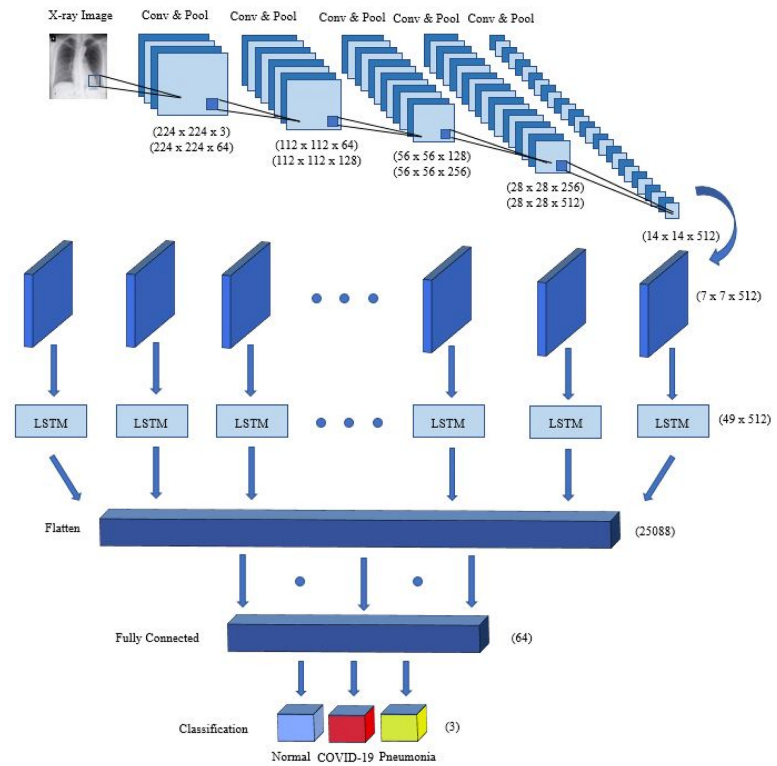 X-ray Image
Conv & Pool
Conv & Pool
Conv & Pool
Conv & Pool
Conv & Pool
(224 x 224 x 3)
(224 x 224 x 64)
(112 x 112 x 64)
(112 x 112 x 128)
(56 x 56 x 128)
(56 x 56 x 256)
(28 x 28 x 256)
(28 x 28 x 512)
(14 x 14 x 512)
(7 x 7 x 512)
LSTM
LSTM
LSTM
LSTM
LSTM
LSTM
(49 x 512)
Flatten
(25088)
Fully Connected
(64)
Classification
(3)
Normal
COVID-19
Pneumonia